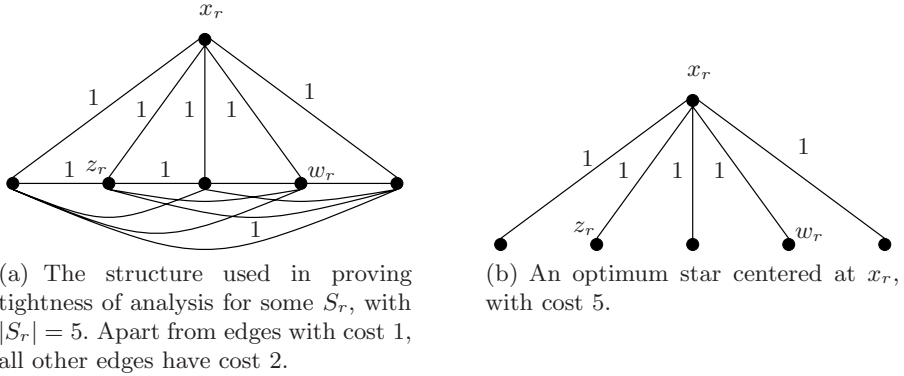 x_r
1
1
1
1
1
1
z_r
1
w_r
1
(a) The structure used in proving
tightness of analysis for some S_r, with
|S_r| = 5. Apart from edges with cost 1,
all other edges have cost 2.
x_r
1
1
1
1
1
z_r
w_r
(b) An optimum star centered at x_r,
with cost 5.